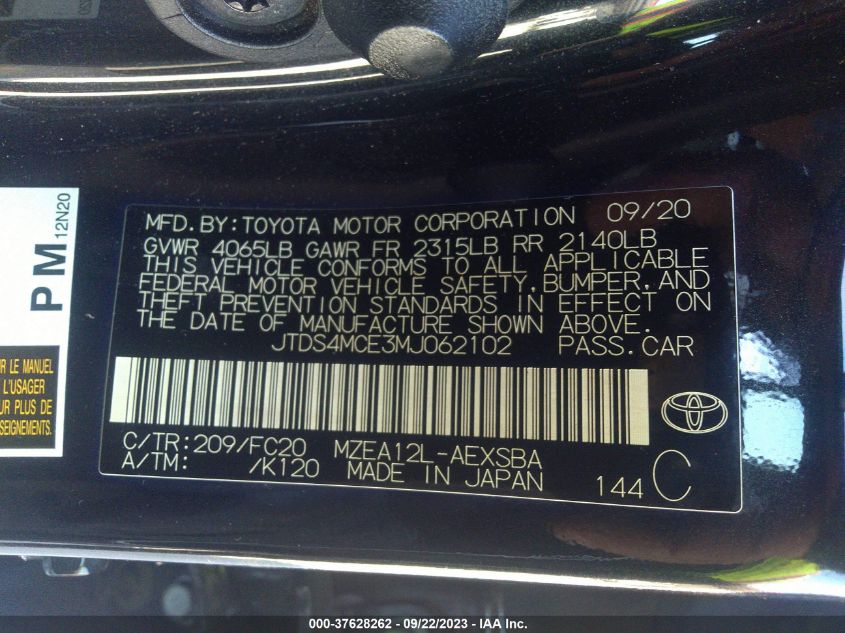 PM
12N20
UR LE MANUEL
L'USAGER
UR PLUS DE
SEIGNEMENTS.
MFD.BY:TOYOTA MOTOR CORPORATION 09/20
GVWR 4065LB GAWR FR 2315LB RR 2140LB
THIS VEHICLE CONFORMS TO ALL APPLICABLE
FEDERAL MOTOR VEHICLE SAFETY,BUMPER,AND
THEFT PREVENTION STANDARDS IN EFFECT ON
THE DATE OF MANUFACTURE SHOWN ABOVE.
JTDS4MCE3MJ062102 PASS.CAR
C/TR:209/FC20 MZEA12L-AEXSBA
A/TM: /K120 MADE IN JAPAN 144 C
000-37628262 - 09/22/2023 - IAA Inc.